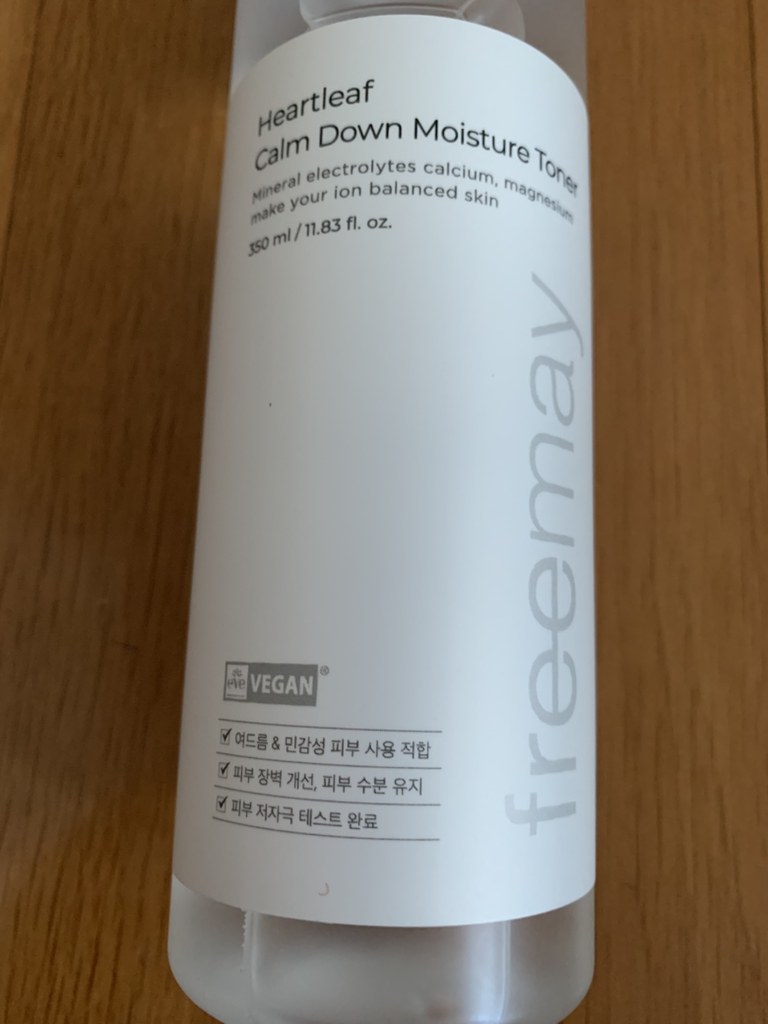 Heartleaf
Calm Down Moisture Toner
Mineral electrolytes calcium, magnesium
make your ion balanced skin
350 ml / 11.83 fl. oz.
freemay
eve VEGAN®
여드름 & 민감성 피부 사용 적합
피부 장벽 개선, 피부 수분 유지
피부 저자극 테스트 완료